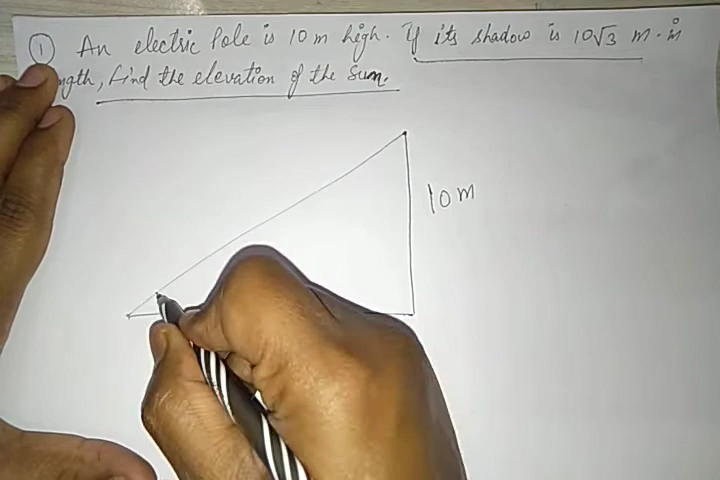 ① An electric Pole is 10 m high. If its shadow is 10√3 m. in
ngth, find the elevation of the Sun.
10 m